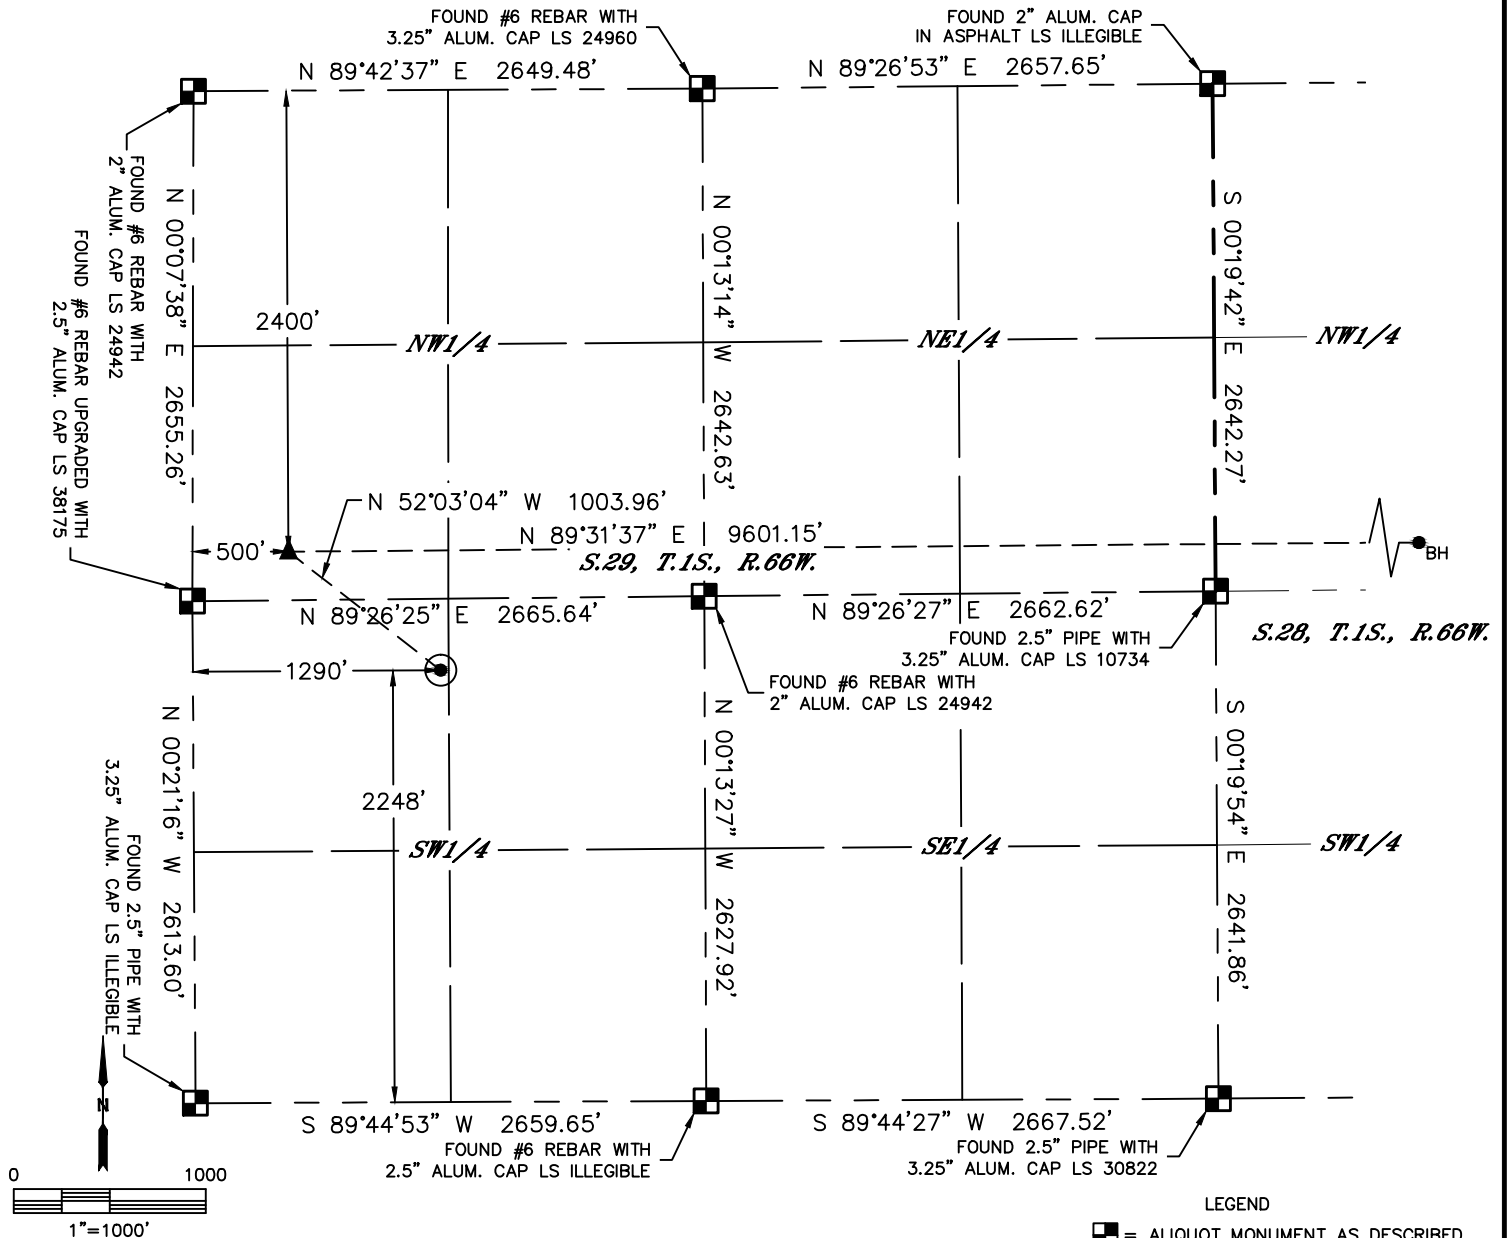 FOUND #6 REBAR WITH
3.25” ALUM. CAP LS 24960
FOUND 2” ALUM. CAP
IN ASPHALT LS ILLEGIBLE
N 89°42'37” E 2649.48'
N 89°26'53” E 2657.65'
FOUND #6 REBAR WITH
2” ALUM. CAP LS 24942
N 00°07'38” E 2655.26'
2400'
N 00°13'14” W 2642.63'
S 00°19'42” E 2642.27'
NW1/4
NE1/4
NW1/4
FOUND #6 REBAR UPGRADED WITH
2.5” ALUM. CAP LS 38175
N 52°03'04” W 1003.96'
N 89°31'37” E 9601.15'
500'
S.29, T.1S., R.66W.
BH
N 89°26'25” E 2665.64'
N 89°26'27” E 2662.62'
S.28, T.1S., R.66W.
FOUND 2.5” PIPE WITH
3.25” ALUM. CAP LS 10734
1290'
FOUND #6 REBAR WITH
2” ALUM. CAP LS 24942
N 00°21'16” W 2613.60'
2248'
N 00°13'27” W 2627.92'
S 00°19'54” E 2641.86'
SW1/4
SE1/4
SW1/4
FOUND 2.5” PIPE WITH
3.25” ALUM. CAP LS ILLEGIBLE
N
S 89°44'53” W 2659.65'
S 89°44'27” W 2667.52'
FOUND #6 REBAR WITH
2.5” ALUM. CAP LS ILLEGIBLE
FOUND 2.5” PIPE WITH
3.25” ALUM. CAP LS 30822
0 1000
1”=1000'
LEGEND
= ALIQUOT MONUMENT AS DESCRIBED